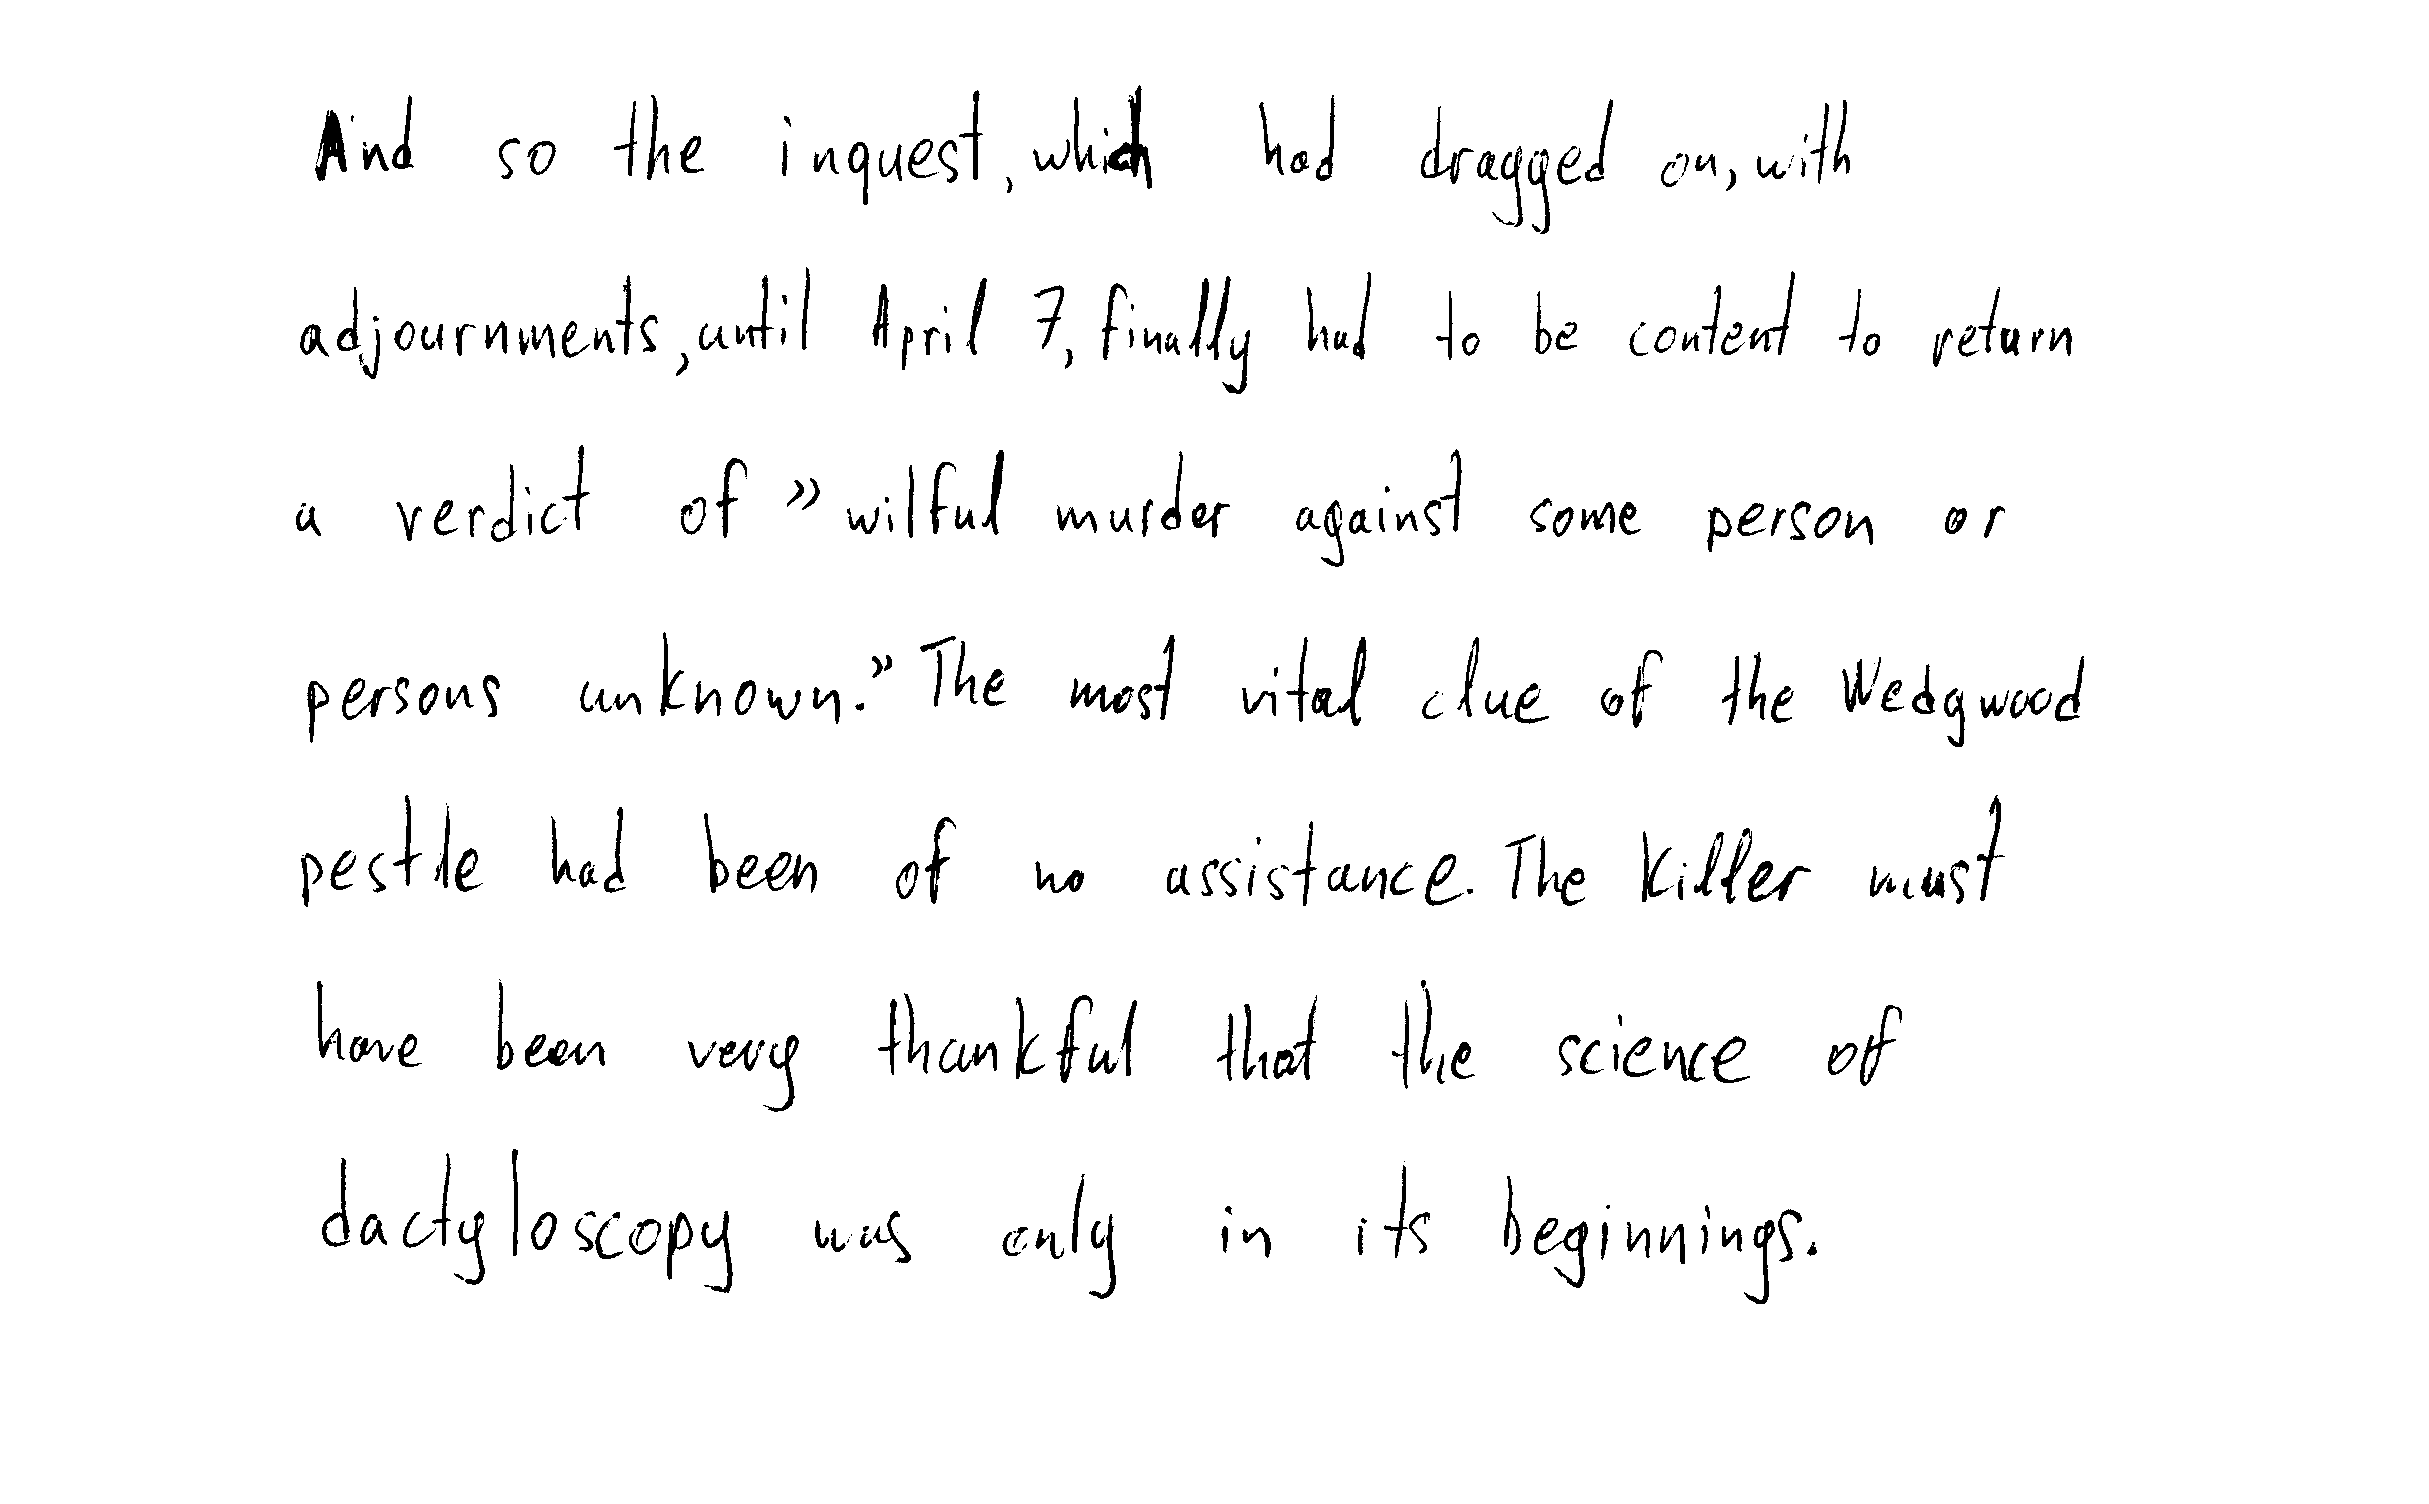 And so the inquest, which had dragged on, with
adjournments, until April 7, finally had to be content to return
a verdict of "wilful murder against some person or
persons unknown." The most vital clue of the Wedgwood
pestle had been of no assistance. The killer must
have been very thankful that the science of
dactyloscopy was only in its beginnings.